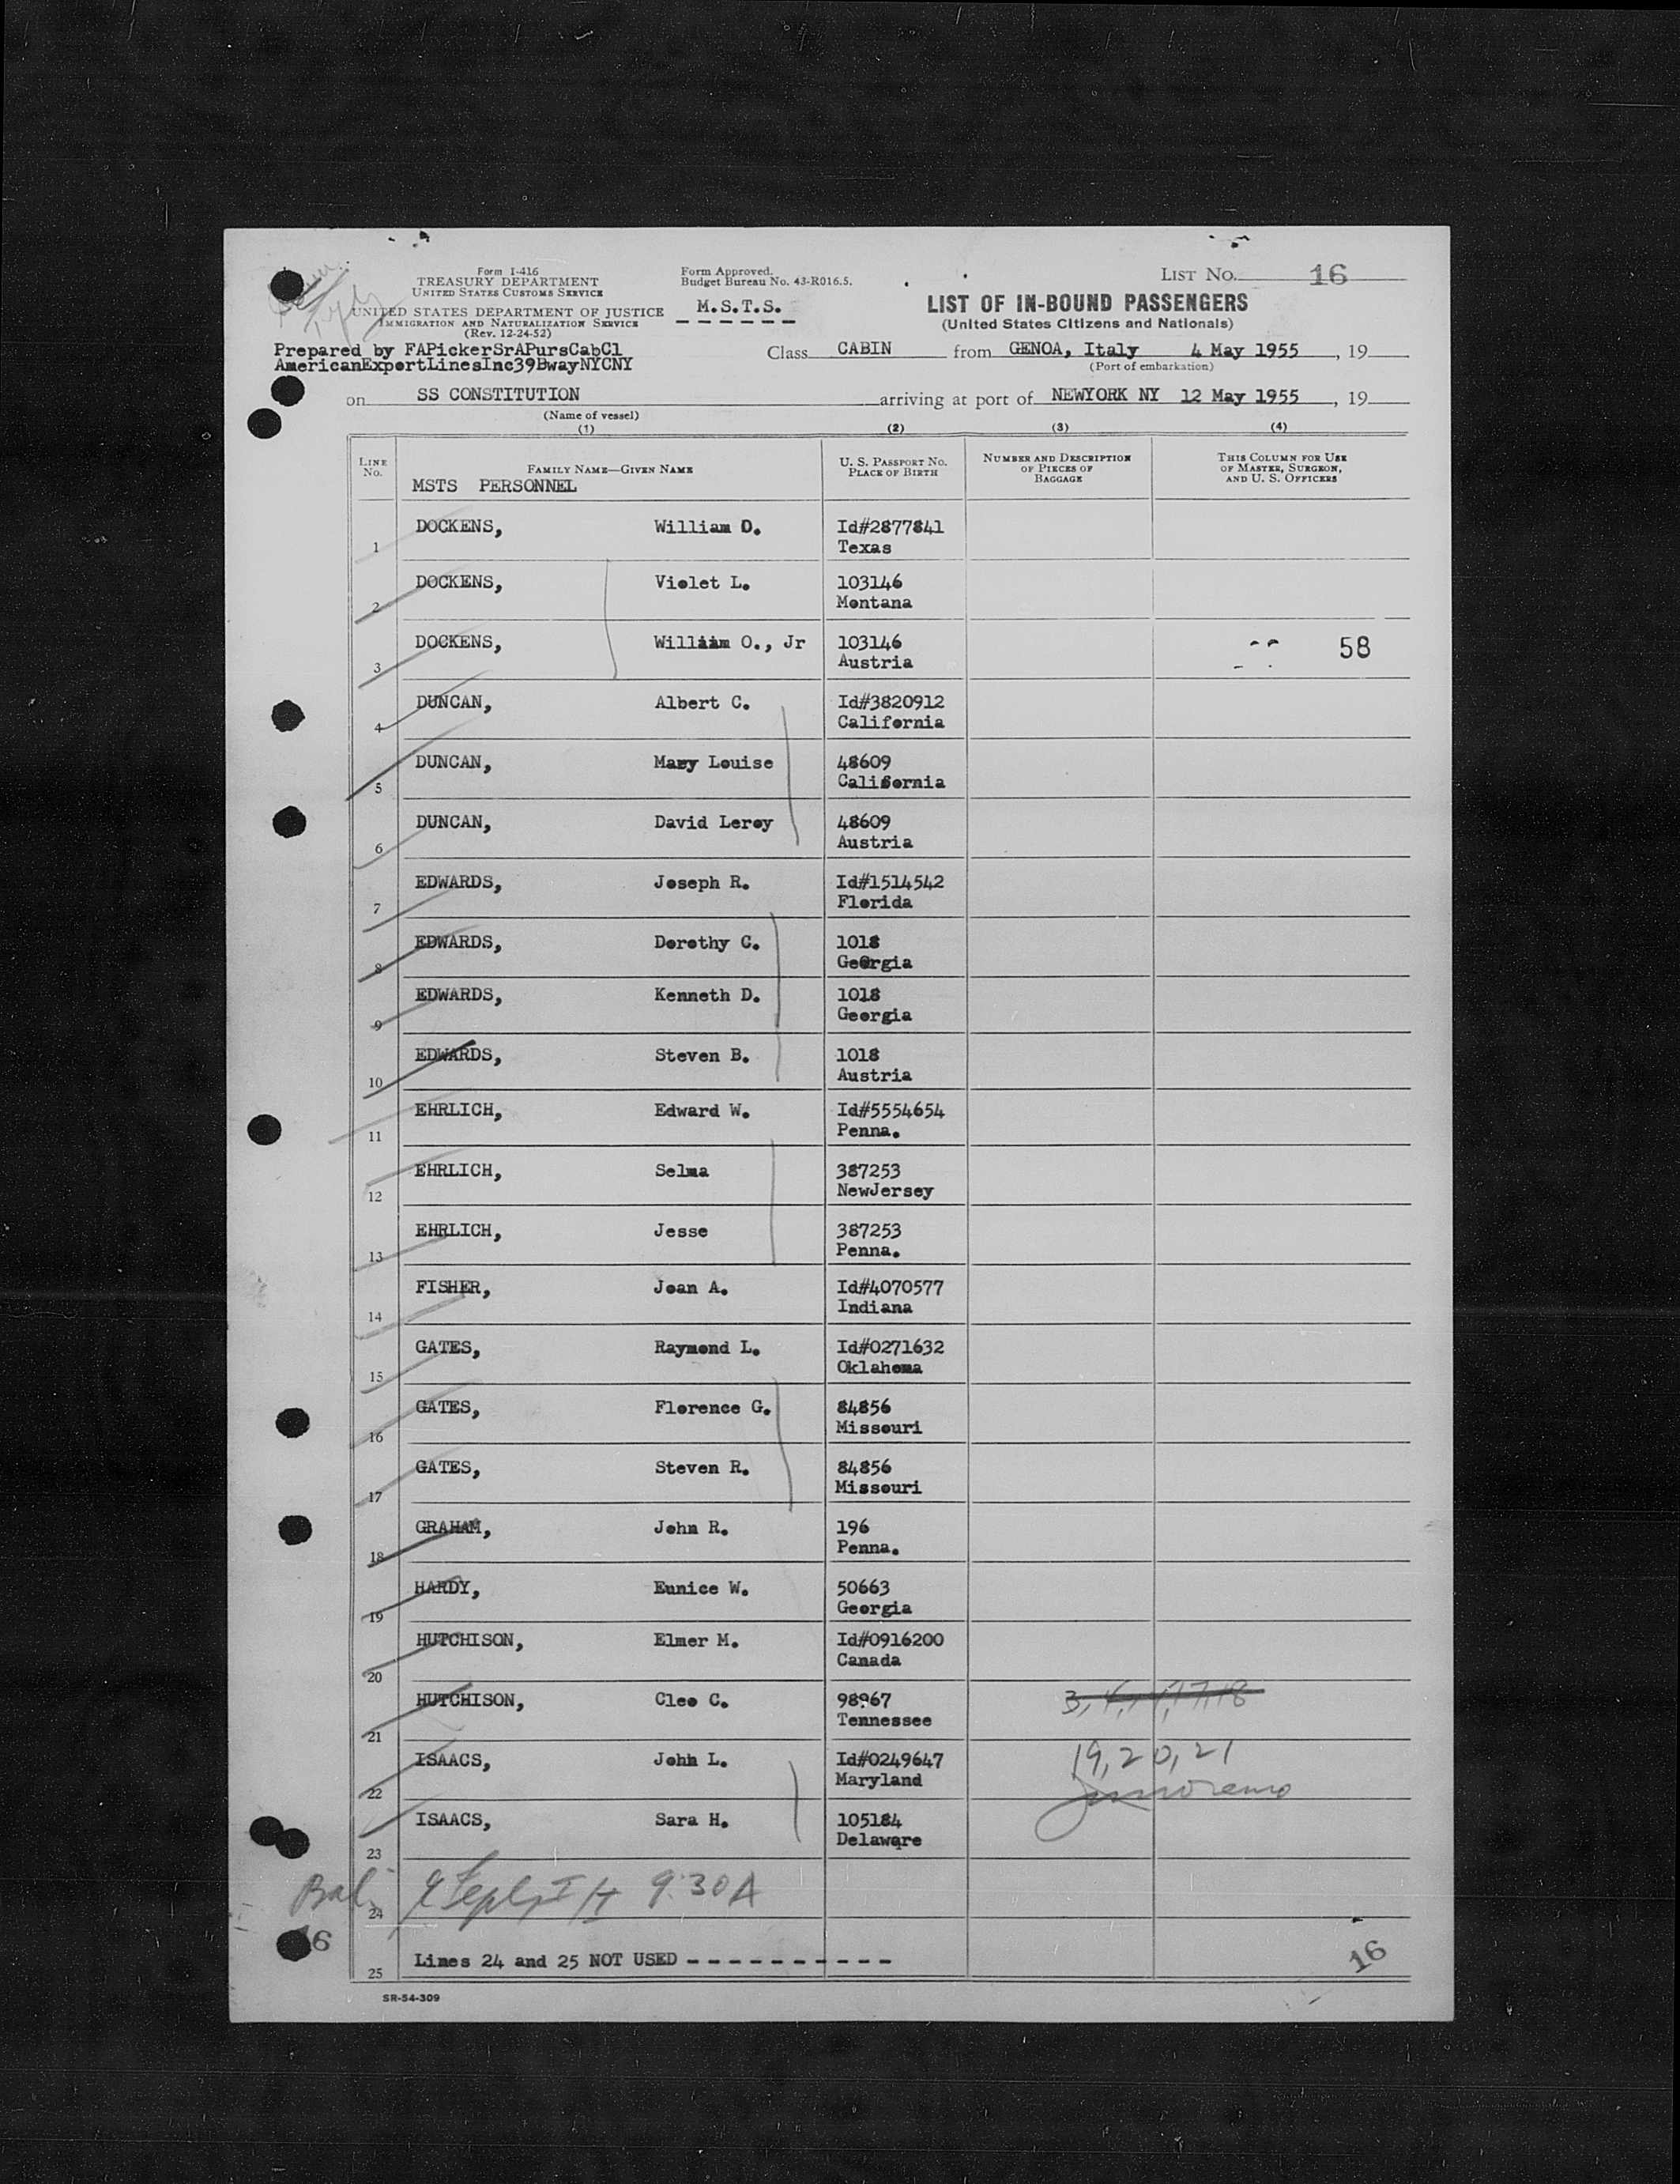 Form I-416
TREASURY DEPARTMENT
UNITED STATES CUSTOMS SERVICE
UNITED STATES DEPARTMENT OF JUSTICE
IMMIGRATION AND NATURALIZATION SERVICE
(Rev. 12-24-52)
Form Approved.
Budget Bureau No. 43-R016.5.
M.S.T.S.
LIST NO. 16
LIST OF IN-BOUND PASSENGERS
(United States Citizens and Nationals)
Prepared by FAPickerSrAPursCabCl
AmericanExportLinesInc39BwayNYCNY
Class CABIN from GENOA, Italy 4 May 1955, 19
(Port of embarkation)
on SS CONSTITUTION arriving at port of NEWYORK NY 12 May 1955, 19
(Name of vessel)
(1) (2) (3) (4)
LINE NO. FAMILY NAME—GIVEN NAME U. S. PASSPORT NO. PLACE OF BIRTH NUMBER AND DESCRIPTION OF PIECES OF BAGGAGE THIS COLUMN FOR USE OF MASTER, SURGEON, AND U. S. OFFICERS
MSTS PERSONNEL
1 DOCKENS, William O. Id#2877841
Texas
2 DOCKENS, Violet L. 103146
Montana
3 DOCKENS, William O., Jr 103146 58
Austria
4 DUNCAN, Albert C. Id#3820912
California
5 DUNCAN, Mary Louise 48609
California
6 DUNCAN, David Leroy 48609
Austria
7 EDWARDS, Joseph R. Id#1514542
Florida
8 EDWARDS, Dorothy C. 1018
Georgia
9 EDWARDS, Kenneth D. 1018
Georgia
10 EDWARDS, Steven B. 1018
Austria
11 EHRLICH, Edward W. Id#5554654
Penna.
12 EHRLICH, Selma 387253
NewJersey
13 EHRLICH, Jesse 387253
Penna.
14 FISHER, Joan A. Id#4070577
Indiana
15 GATES, Raymond L. Id#0271632
Oklahoma
16 GATES, Florence G. 84856
Missouri
17 GATES, Steven R. 84856
Missouri
18 GRAHAM, John R. 196
Penna.
19 HARDY, Eunice W. 50663
Georgia
20 HUTCHISON, Elmer M. Id#0916200
Canada
21 HUTCHISON, Cleo C. 98967
Tennessee
22 ISAACS, John L. Id#0249647 19, 20, 21
Maryland
23 ISAACS, Sara H. 105184
Delaware
24 9:30 A
25 Lines 24 and 25 NOT USED - - - - - - - - - -
16
16
SR-54-309